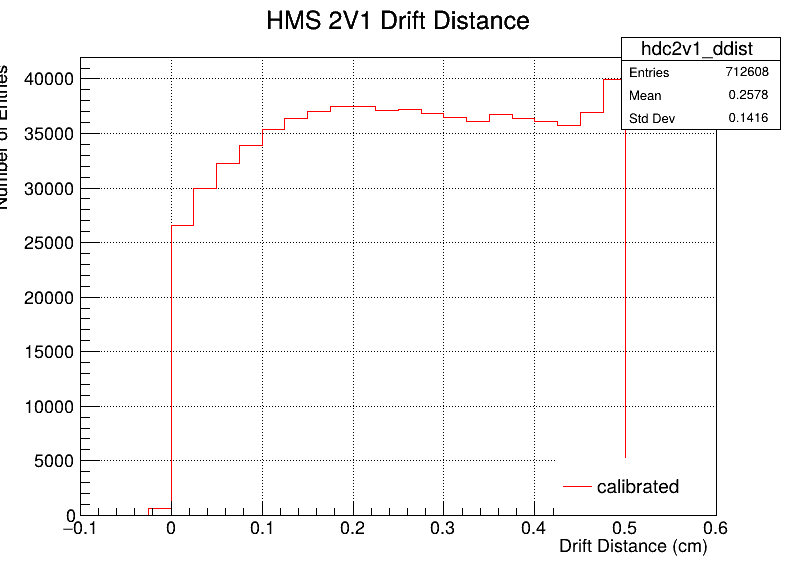 HMS 2V1 Drift Distance
hdc2v1_ddist
Entries 712608
Mean 0.2578
Std Dev 0.1416
Number of Entries
40000
35000
30000
25000
20000
15000
10000
5000
0
−0.1 0 0.1 0.2 0.3 0.4 0.5 0.6
calibrated
Drift Distance (cm)